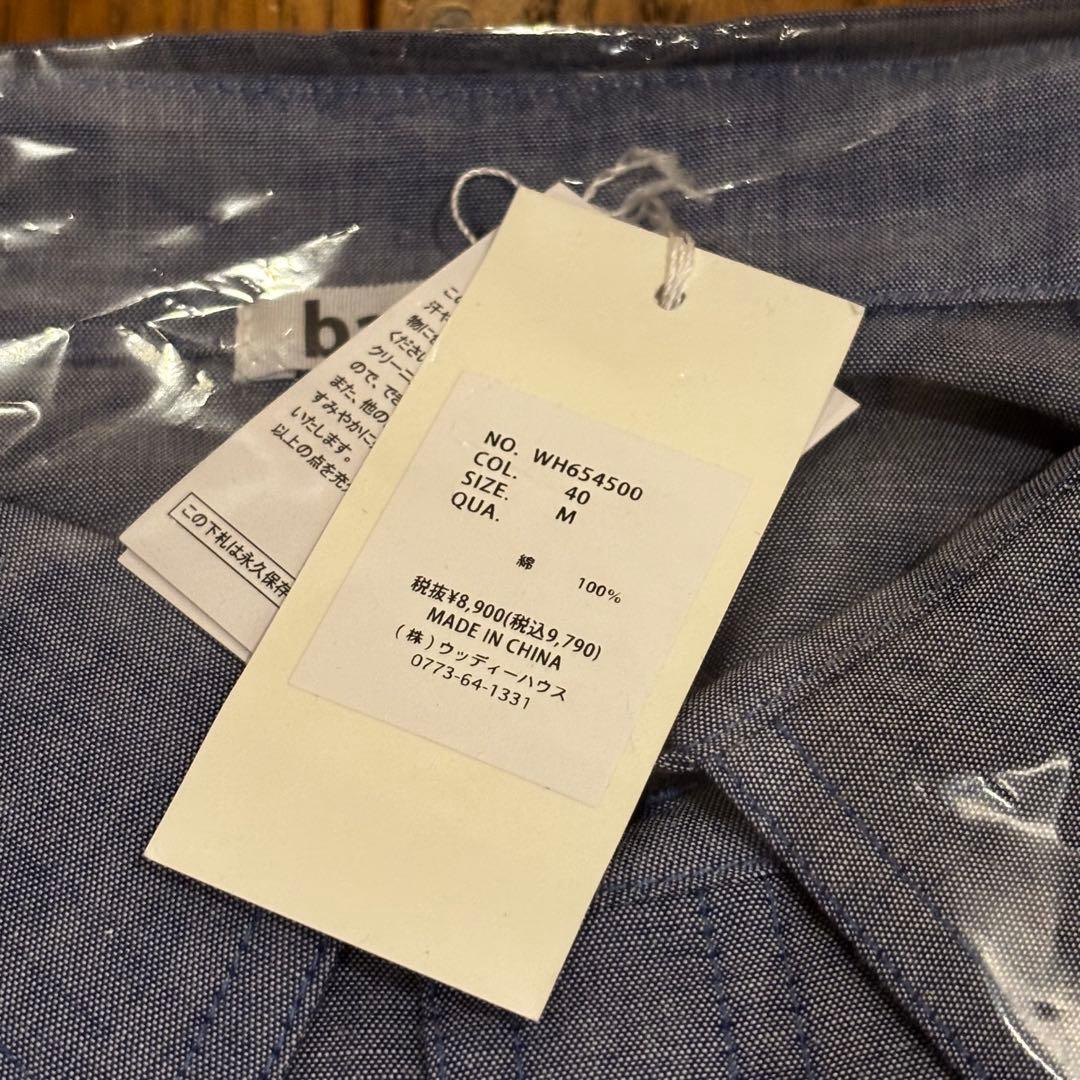 NO. WH654500
COL. 40
SIZE. M
QUA.
綿 100%
税抜¥8,900(税込9,790)
MADE IN CHINA
(株)ウッディーハウス
0773-64-1331
この
汗や
物に
くださ
クリーニ
ので、でき
また、他の
すみやかに
いたします。
以上の点を充
この下札は永久保存